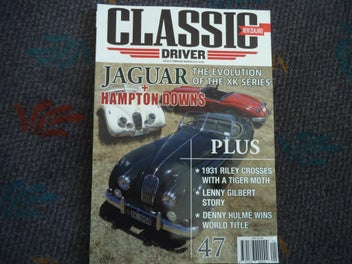 CLASSIC
NEW ZEALAND
DRIVER
JAGUAR THE EVOLUTION
+ OF THE XK SERIES
HAMPTON DOWNS
PLUS
★ 1931 RILEY CROSSES
WITH A TIGER MOTH
★ LENNY GILBERT
STORY
★ DENNY HULME WINS
WORLD TITLE
47